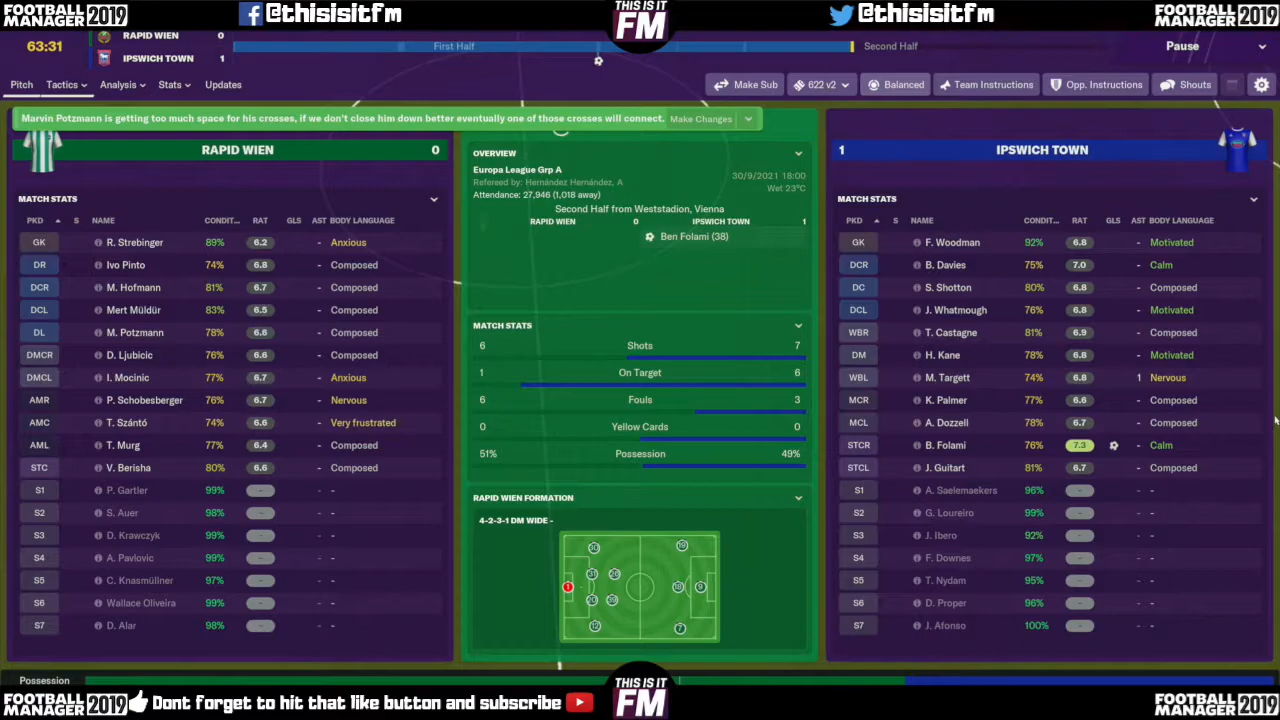 FOOTBALL MANAGER 2019
@thisisitfm
THIS IS IT FM
@thisisitfm
FOOTBALL MANAGER 2019
63:31
RAPID WIEN 0
IPSWICH TOWN 1
First Half
Second Half
Pause
Pitch Tactics Analysis Stats Updates
Make Sub 622 v2 Balanced Team Instructions Opp. Instructions Shouts
Marvin Potzmann is getting too much space for his crosses, if we don't close him down better eventually one of those crosses will connect. Make Changes
RAPID WIEN 0
MATCH STATS
PKD S NAME CONDIT... RAT GLS AST BODY LANGUAGE
GK R. Strebinger 89% 6.2 Anxious
DR Ivo Pinto 74% 6.8 - Composed
DCR M. Hofmann 81% 6.7 - Composed
DCL Mert Müldür 83% 6.5 - Composed
DL M. Potzmann 78% 6.8 - Composed
DMCR D. Ljubicic 76% 6.6 - Composed
DMCL I. Mocinic 77% 6.7 - Anxious
AMR P. Schobesberger 76% 6.7 - Nervous
AMC T. Szántó 74% 6.6 - Very frustrated
AML T. Murg 77% 6.4 - Composed
STC V. Berisha 80% 6.6 - Composed
S1 P. Gartler 99% - - -
S2 S. Auer 98% - - -
S3 D. Krawczyk 99% - - -
S4 A. Pavlovic 99% - - -
S5 C. Knasmüllner 97% - - -
S6 Wallace Oliveira 99% - - -
S7 D. Alar 98% - - -
OVERVIEW
Europa League Grp A
30/9/2021 18:00
Refereed by: Hernández Hernández, A
Wet 23°C
Attendance: 27,946 (1,018 away)
Second Half from Weststadion, Vienna
RAPID WIEN 0 IPSWICH TOWN 1
Ben Folami (38)
MATCH STATS
6 Shots 7
1 On Target 6
6 Fouls 3
0 Yellow Cards 0
51% Possession 49%
RAPID WIEN FORMATION
4-2-3-1 DM WIDE -
1 IPSWICH TOWN
MATCH STATS
PKD S NAME CONDIT... RAT GLS AST BODY LANGUAGE
GK F. Woodman 92% 6.8 - Motivated
DCR B. Davies 75% 7.0 - Calm
DC S. Shotton 80% 6.8 - Motivated
DCL J. Whatmough 76% 6.8 - Motivated
WBR T. Castagne 81% 6.9 - Composed
DM H. Kane 78% 6.8 - Motivated
WBL M. Targett 74% 6.8 1 Nervous
MCR K. Palmer 77% 6.6 - Composed
MCL A. Dozzell 78% 6.7 - Composed
STCR B. Folami 76% 7.3 - Calm
STCL J. Guitart 81% 6.7 - Composed
S1 A. Saelemaekers 96% - - -
S2 G. Loureiro 99% - - -
S3 J. Ibero 92% - - -
S4 F. Downes 97% - - -
S5 T. Nydam 95% - - -
S6 D. Proper 96% - - -
S7 J. Afonso 100% - - -
Possession
FOOTBALL MANAGER 2019
Dont forget to hit that like button and subscribe
THIS IS IT FM
FOOTBALL MANAGER 2019